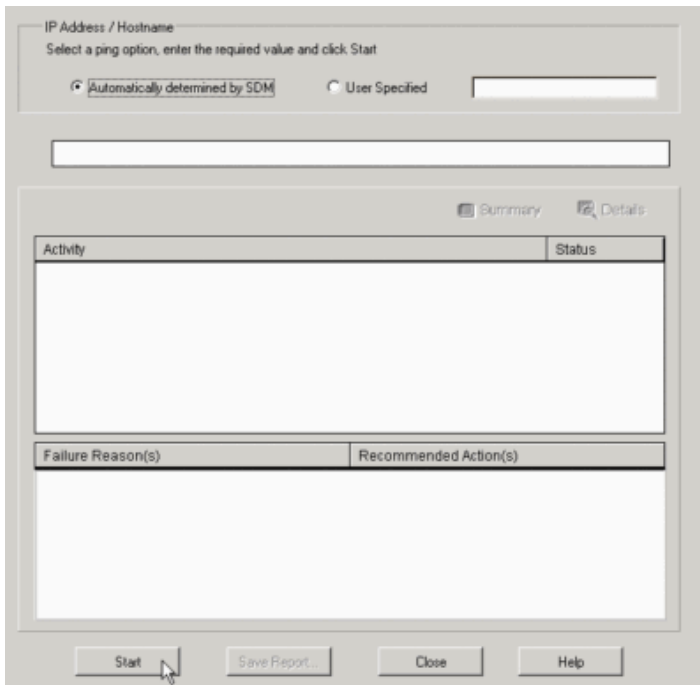 IP Address / Hostname
Select a ping option, enter the required value and click Start
Automatically determined by SDM User Specified
Summary Details
Activity Status
Failure Reason(s) Recommended Action(s)
Start Save Report... Close Help